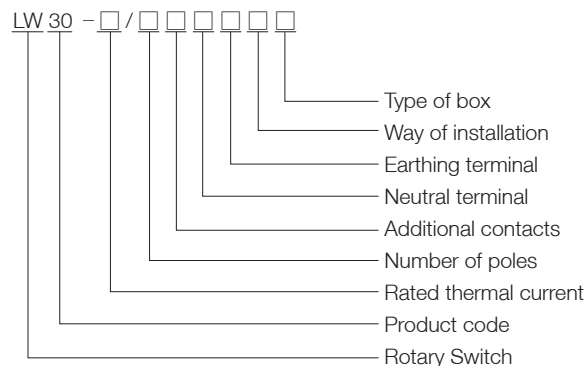 LW 30 – □ / □ □ □ □ □ □
Type of box
Way of installation
Earthing terminal
Neutral terminal
Additional contacts
Number of poles
Rated thermal current
Product code
Rotary Switch